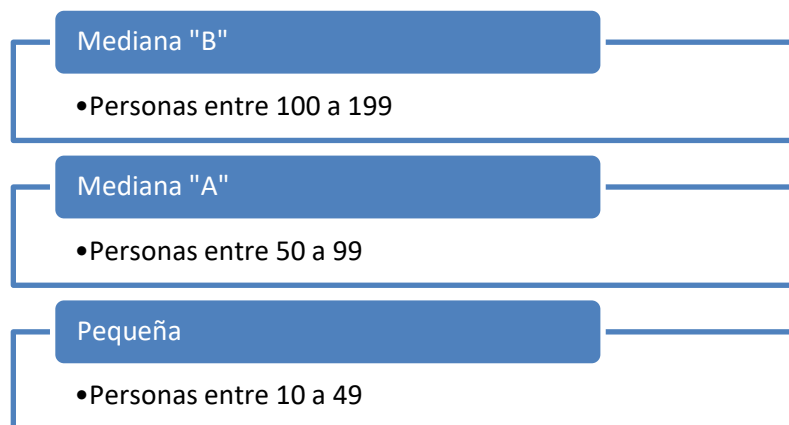 Mediana "B"
•Personas entre 100 a 199
Mediana "A"
•Personas entre 50 a 99
Pequeña
•Personas entre 10 a 49